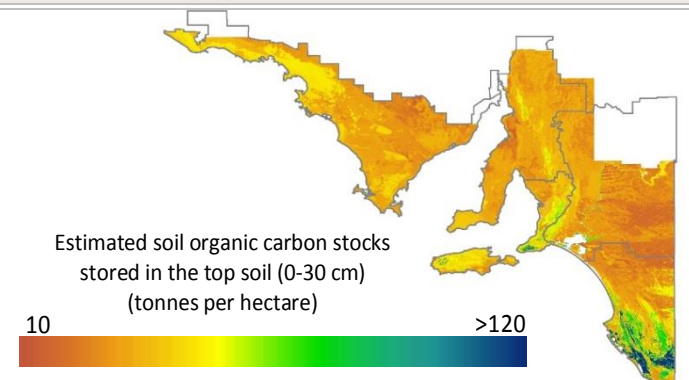 Estimated soil organic carbon stocks
stored in the top soil (0-30 cm)
(tonnes per hectare)
10 >120